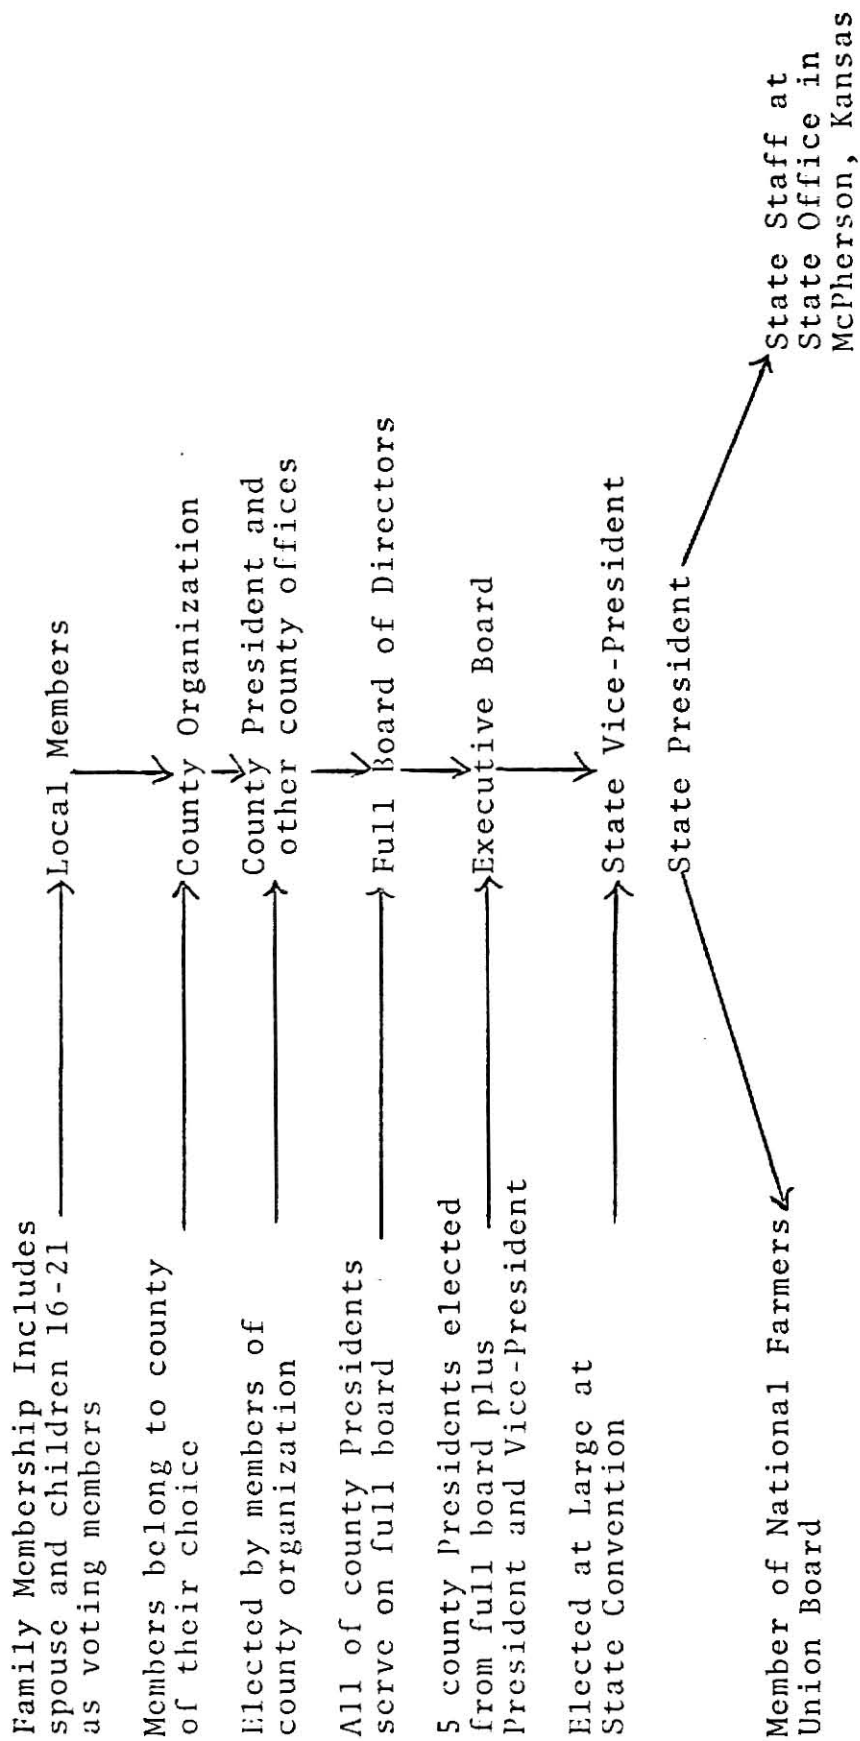 Family Membership Includes
spouse and children 16-21
as voting members
Local Members
Members belong to county
of their choice
County Organization
Elected by members of
county organization
County President and
other county offices
All of county Presidents
serve on full board
Full Board of Directors
5 county Presidents elected
from full board plus
President and Vice-President
Executive Board
Elected at Large at
State Convention
State Vice-President
State President
Member of National Farmers
Union Board
State Staff at
State Office in
McPherson, Kansas